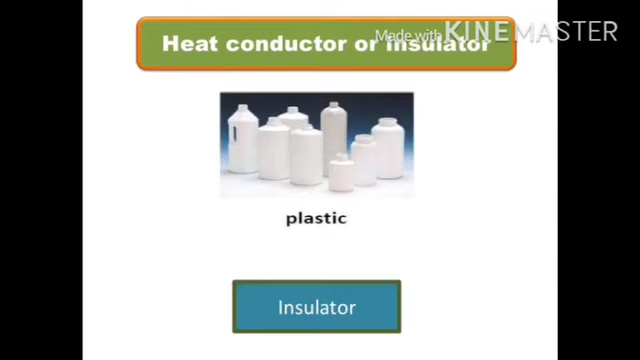 Heat conductor or insulator
Made with KINEMASTER
plastic
Insulator